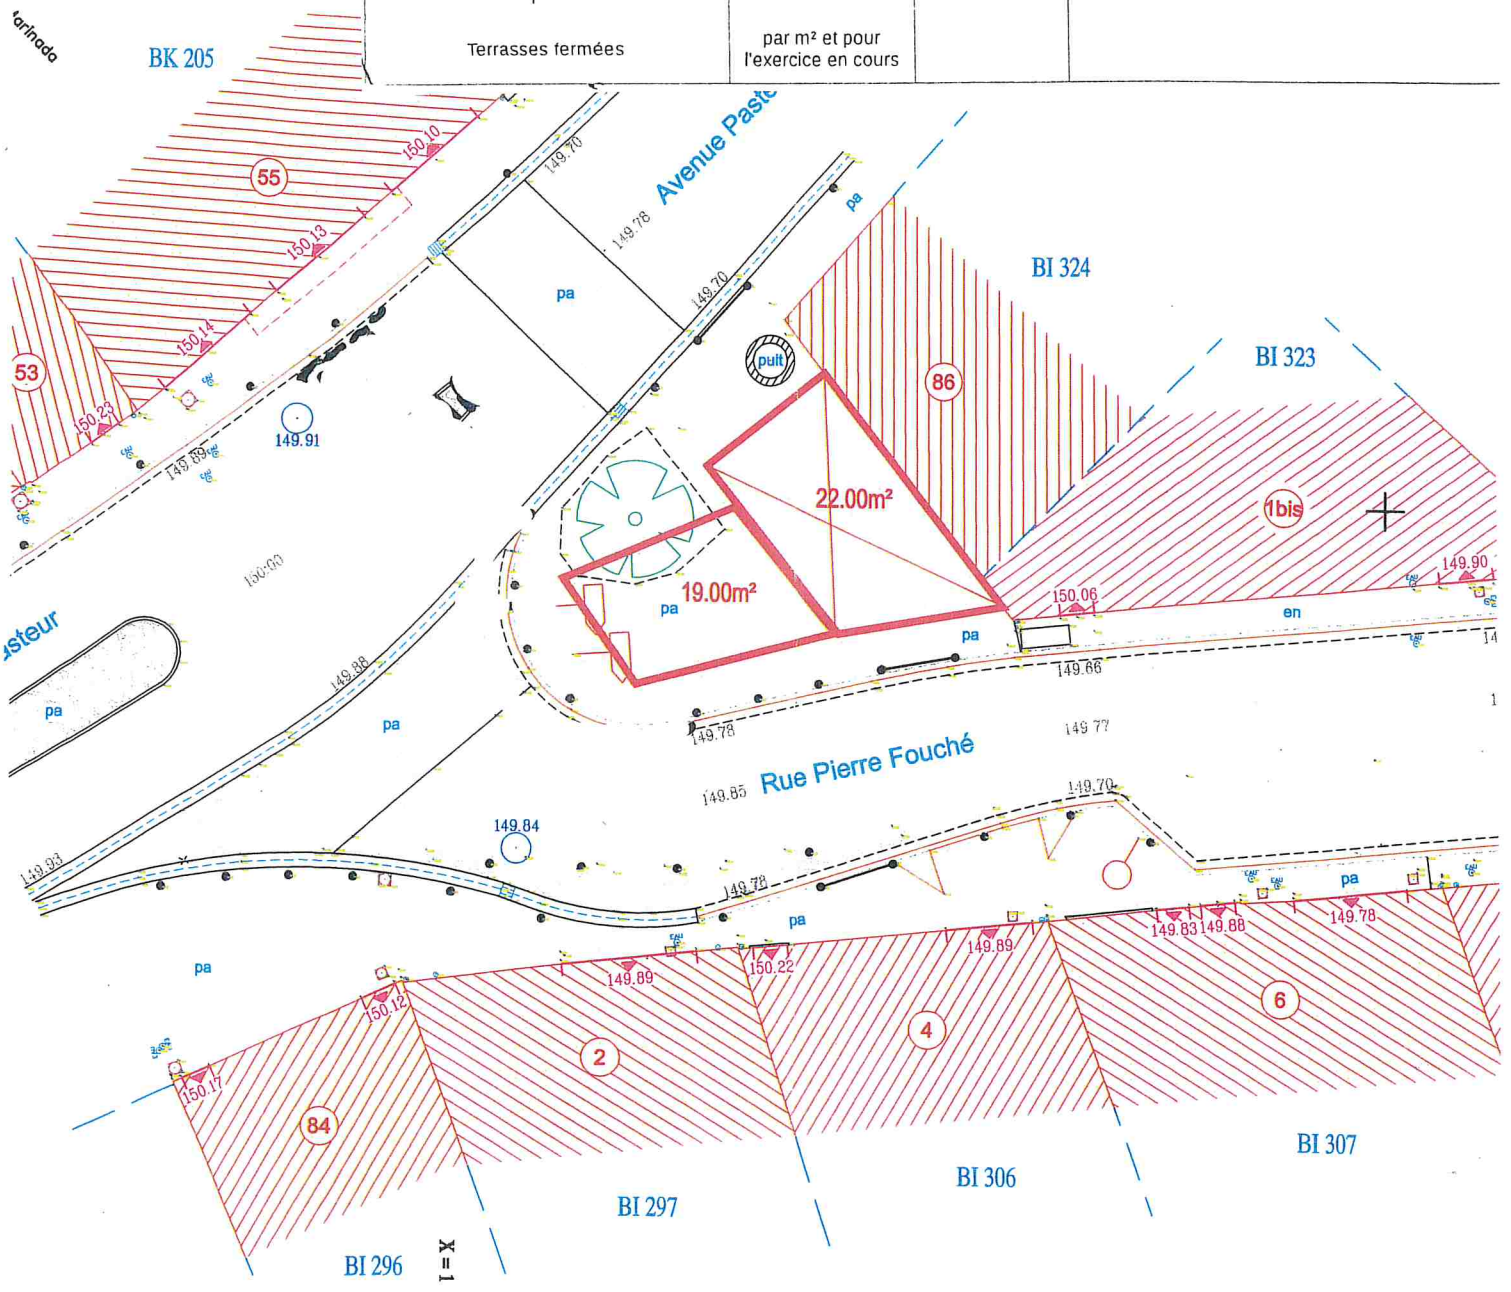 Terrasses fermées
par m² et pour
l'exercice en cours
arinada
BK 205
Avenue Paste
150.10
149.70
55
149.78
pa
150.13
BI 324
149.70
pa
150.14
BI 323
puit
53
86
150.23
149.91
149.89
22.00m²
1bis
150.00
149.90
19.00m²
150.06
pa
en
asteur
pa
149.88
149.66
pa
pa
149.78
149 77
Rue Pierre Fouché
149.85
149.70
149.84
149.93
149.78
pa
pa
149.83
149.88
149.78
149.89
pa
150.22
149.89
150.12
6
4
2
150.17
84
BI 307
BI 306
BI 297
BI 296
X = 1